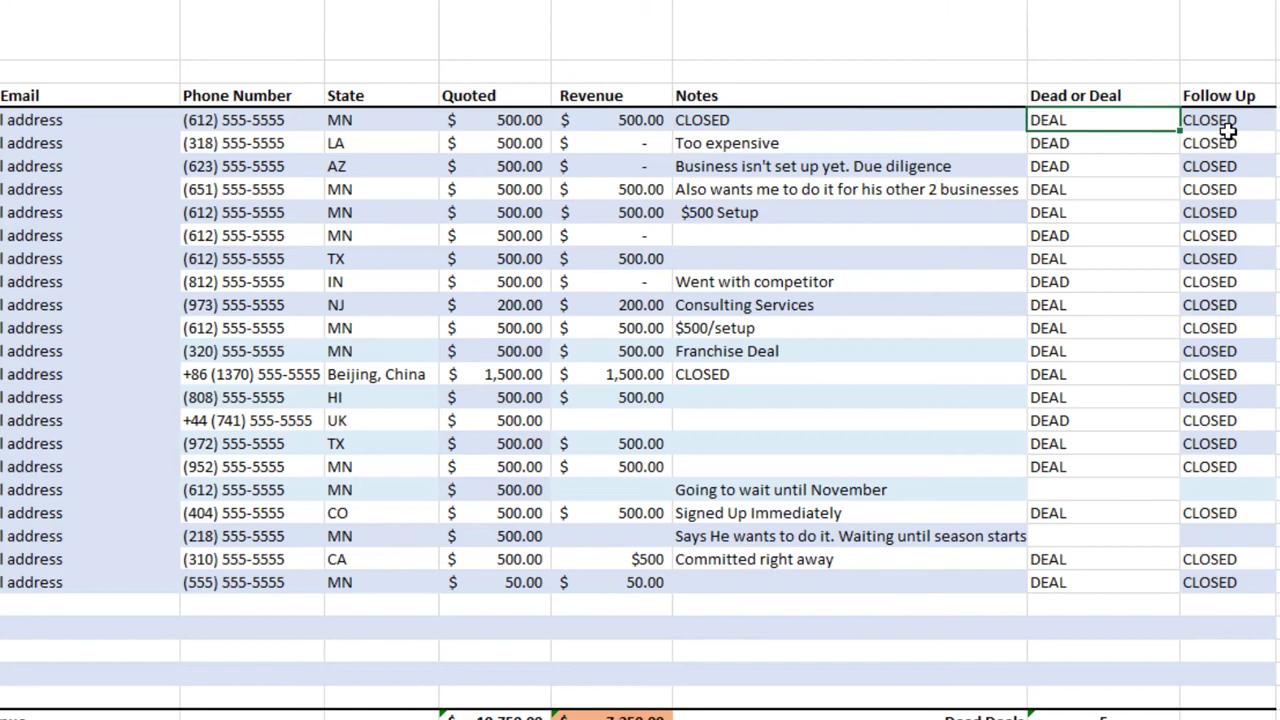 Email Phone Number State Quoted Revenue Notes Dead or Deal Follow Up
l address (612) 555-5555 MN $ 500.00 $ 500.00 CLOSED DEAL CLOSED
l address (318) 555-5555 LA $ 500.00 $ - Too expensive DEAD CLOSED
l address (623) 555-5555 AZ $ 500.00 $ - Business isn't set up yet. Due diligence DEAD CLOSED
l address (651) 555-5555 MN $ 500.00 $ 500.00 Also wants me to do it for his other 2 businesses DEAL CLOSED
l address (612) 555-5555 MN $ 500.00 $ 500.00 $500 Setup DEAL CLOSED
l address (612) 555-5555 MN $ 500.00 $ - DEAD CLOSED
l address (612) 555-5555 TX $ 500.00 $ 500.00 DEAL CLOSED
l address (812) 555-5555 IN $ 500.00 $ - Went with competitor DEAD CLOSED
l address (973) 555-5555 NJ $ 200.00 $ 200.00 Consulting Services DEAL CLOSED
l address (612) 555-5555 MN $ 500.00 $ 500.00 $500/setup DEAL CLOSED
l address (320) 555-5555 MN $ 500.00 $ 500.00 Franchise Deal DEAL CLOSED
l address +86 (1370) 555-5555 Beijing, China $ 1,500.00 $ 1,500.00 CLOSED DEAL CLOSED
l address (808) 555-5555 HI $ 500.00 $ 500.00 DEAL CLOSED
l address +44 (741) 555-5555 UK $ 500.00 DEAD CLOSED
l address (972) 555-5555 TX $ 500.00 $ 500.00 DEAL CLOSED
l address (952) 555-5555 MN $ 500.00 $ 500.00 DEAL CLOSED
l address (612) 555-5555 MN $ 500.00 Going to wait until November
l address (404) 555-5555 CO $ 500.00 $ 500.00 Signed Up Immediately DEAL CLOSED
l address (218) 555-5555 MN $ 500.00 Says He wants to do it. Waiting until season starts
l address (310) 555-5555 CA $ 500.00 $500 Committed right away DEAL CLOSED
l address (555) 555-5555 MN $ 50.00 $ 50.00 DEAL CLOSED